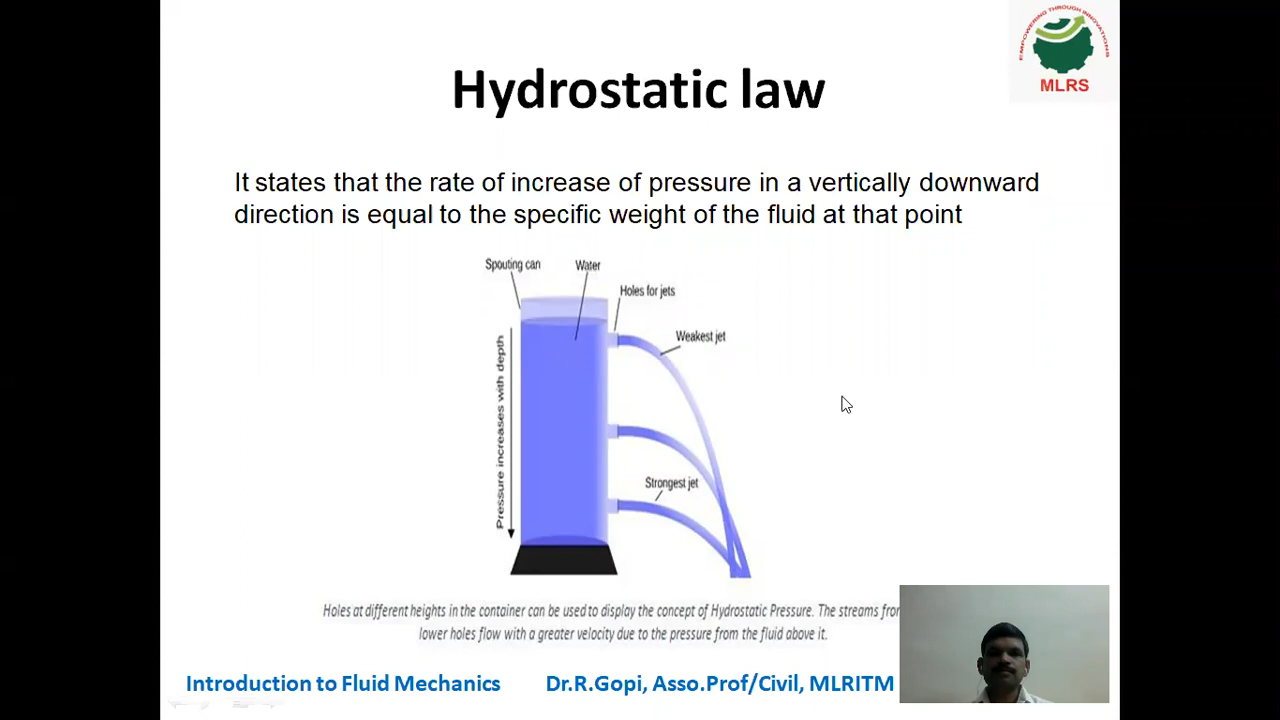 EMPOWERING THROUGH INNOVATIONS
MLRS
Hydrostatic law
It states that the rate of increase of pressure in a vertically downward
direction is equal to the specific weight of the fluid at that point
Spouting can
Water
Holes for jets
Weakest jet
Pressure increases with depth
Strongest jet
Holes at different heights in the container can be used to display the concept of Hydrostatic Pressure. The streams
lower holes flow with a greater velocity due to the pressure from the fluid above it.
Introduction to Fluid Mechanics
Dr.R.Gopi, Asso.Prof/Civil, MLRITM